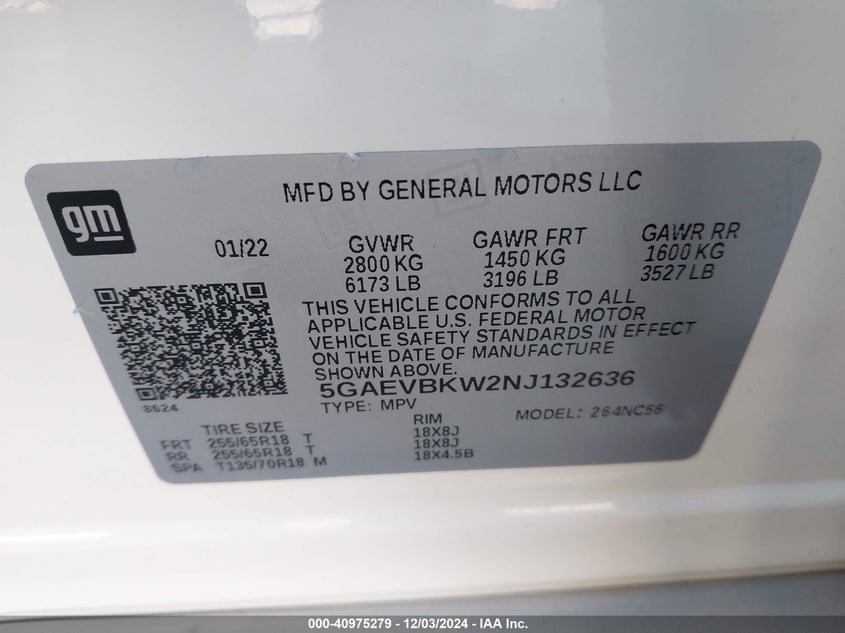 gm
MFD BY GENERAL MOTORS LLC
01/22
GVWR
2800 KG
6173 LB
GAWR FRT
1450 KG
3196 LB
GAWR RR
1600 KG
3527 LB
THIS VEHICLE CONFORMS TO ALL
APPLICABLE U.S. FEDERAL MOTOR
VEHICLE SAFETY STANDARDS IN EFFECT
ON THE DATE OF MANUFACTURE
SHOWN ABOVE.
5GAEVBKW2NJ132636
TYPE: MPV
MODEL: 264NC56
8624
TIRE SIZE
RIM
FRT 255/65R18 T 18X8J
RR 255/65R18 T 18X8J
SPA T135/70R18 M 18X4.5B
000-40975279 - 12/03/2024 - IAA Inc.